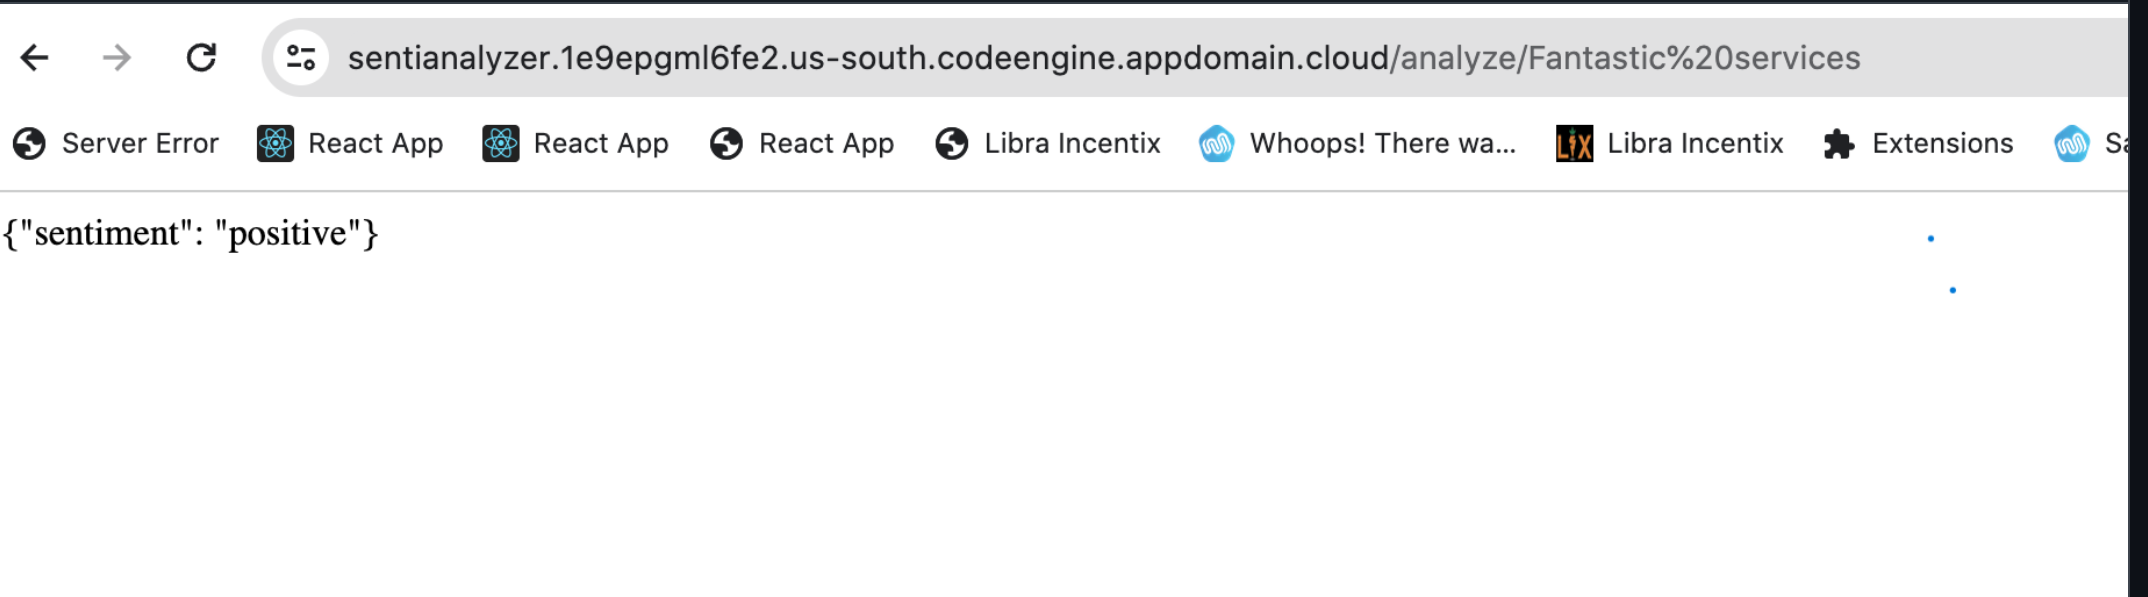 sentianalyzer.1e9epgml6fe2.us-south.codeengine.appdomain.cloud/analyze/Fantastic%20services
Server Error React App React App React App Libra Incentix Whoops! There wa... LIX Libra Incentix Extensions Sa
{"sentiment": "positive"}